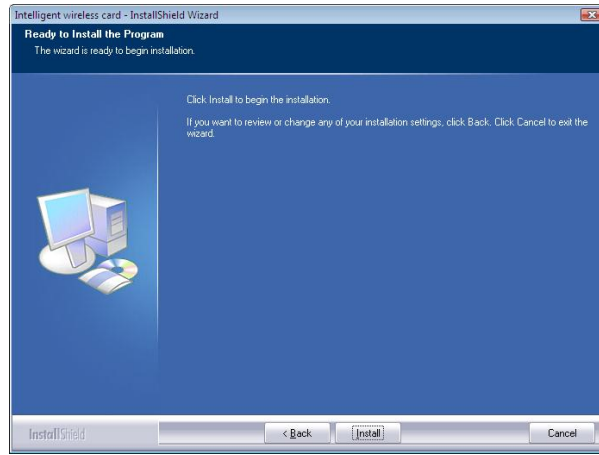 Intelligent wireless card - InstallShield Wizard
Ready to Install the Program
The wizard is ready to begin installation.
Click Install to begin the installation.
If you want to review or change any of your installation settings, click Back. Click Cancel to exit the
wizard.
InstallShield
< Back
Install
Cancel